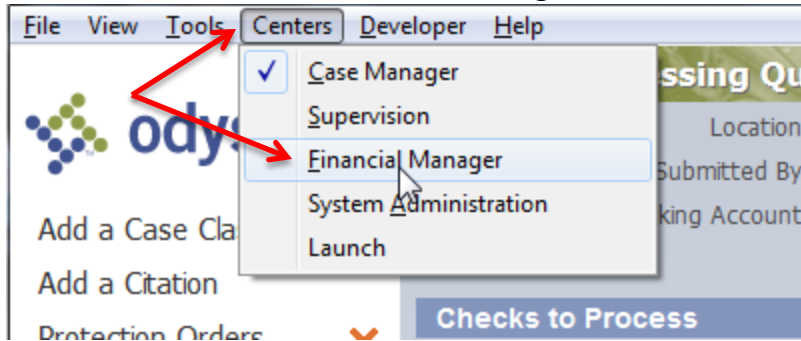 File View Tools Centers Developer Help
Case Manager
Supervision
Financial Manager
System Administration
Launch
Add a Case Cla
Add a Citation
Protection Orders
ssing Qu
Location
Submitted By
king Account
Checks to Process
odys